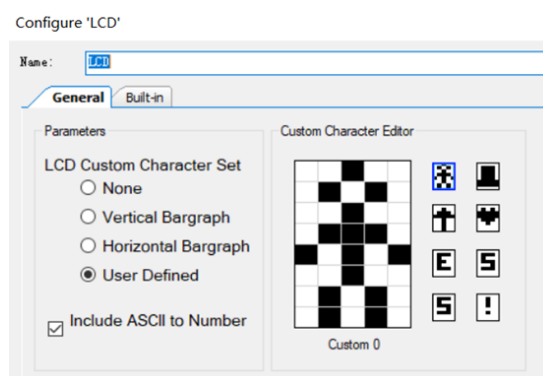 Configure 'LCD'
Name:
LCD
General
Built-in
Parameters
LCD Custom Character Set
None
Vertical Bargraph
Horizontal Bargraph
User Defined
Include ASCII to Number
Custom Character Editor
E
S
S
!
Custom 0